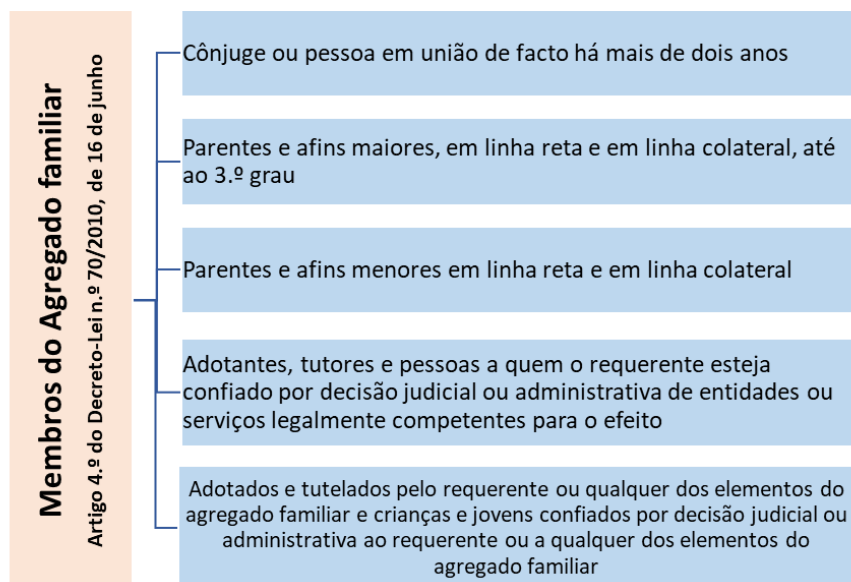 Membros do Agregado familiar
Artigo 4.º do Decreto-Lei n.º 70/2010, de 16 de junho
Cônjuge ou pessoa em união de facto há mais de dois anos
Parentes e afins maiores, em linha reta e em linha colateral, até
ao 3.º grau
Parentes e afins menores em linha reta e em linha colateral
Adotantes, tutores e pessoas a quem o requerente esteja
confiado por decisão judicial ou administrativa de entidades ou
serviços legalmente competentes para o efeito
Adotados e tutelados pelo requerente ou qualquer dos elementos do
agregado familiar e crianças e jovens confiados por decisão judicial ou
administrativa ao requerente ou a qualquer dos elementos do
agregado familiar